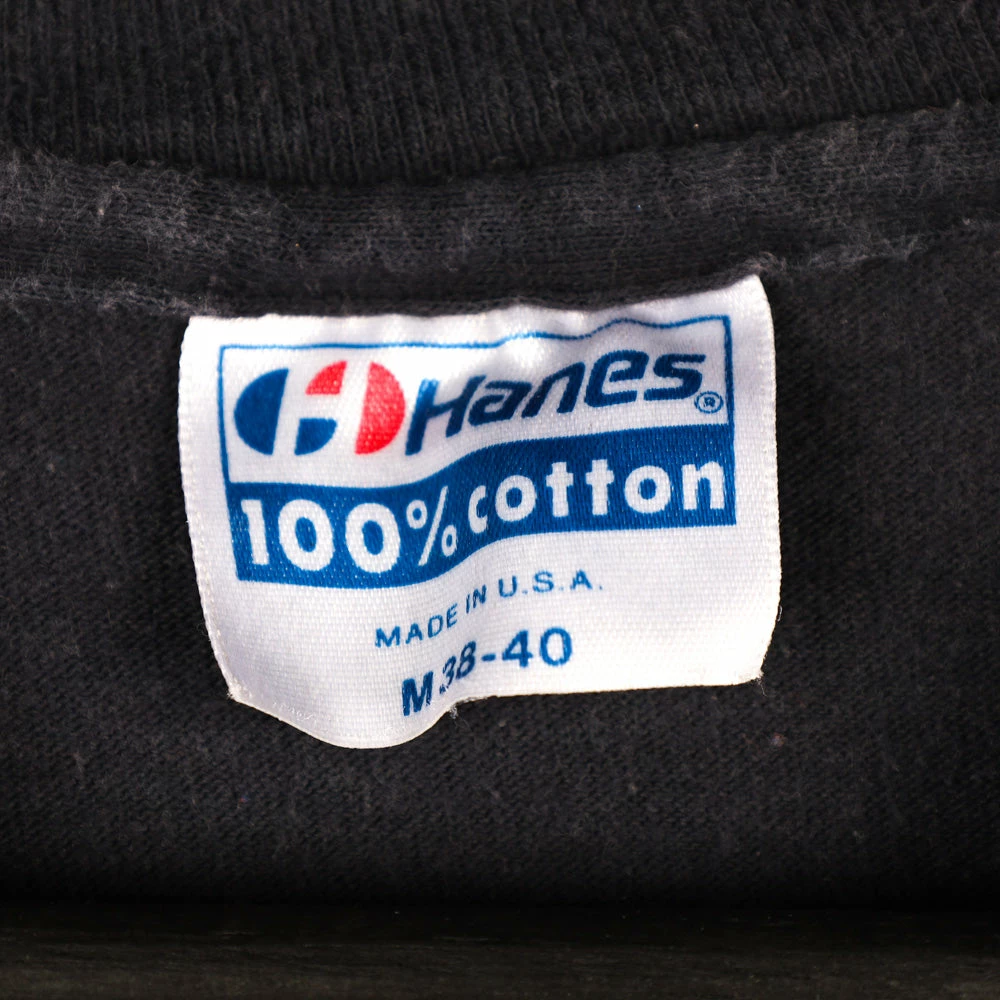 Hanes®
100% cotton
MADE IN U.S.A.
M 38-40